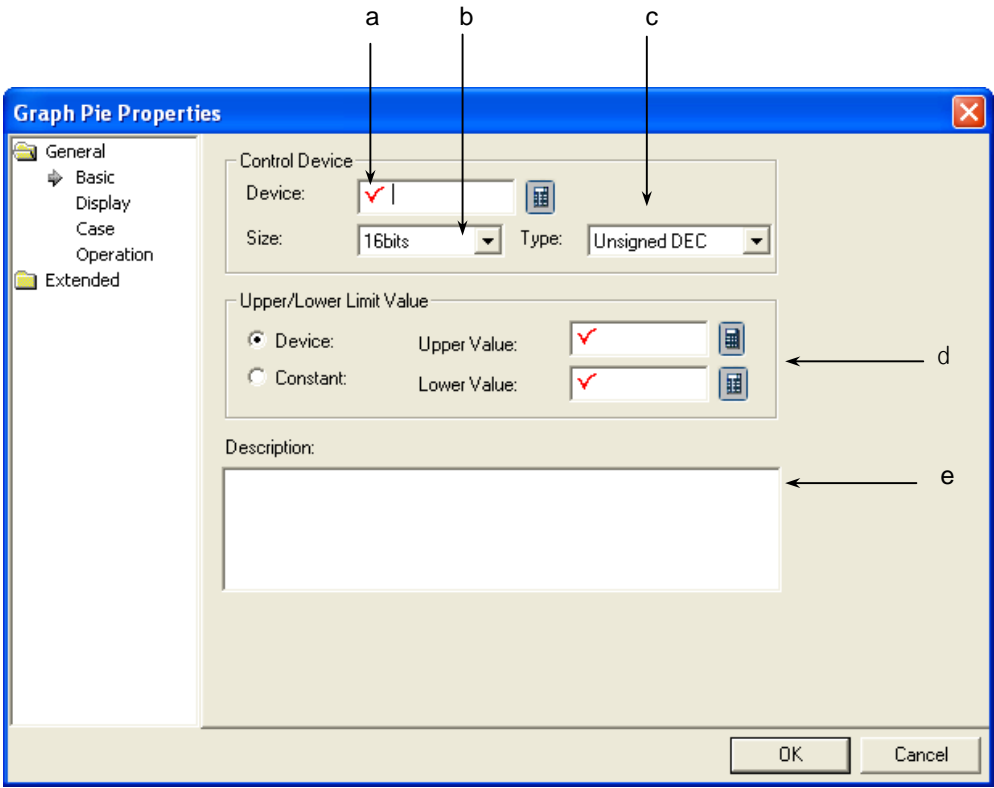 a b c
Graph Pie Properties
General
Basic
Display
Case
Operation
Extended
Control Device
Device:
Size: 16bits Type: Unsigned DEC
Upper/Lower Limit Value
Device: Upper Value:
Constant: Lower Value:
d
Description:
e
OK Cancel